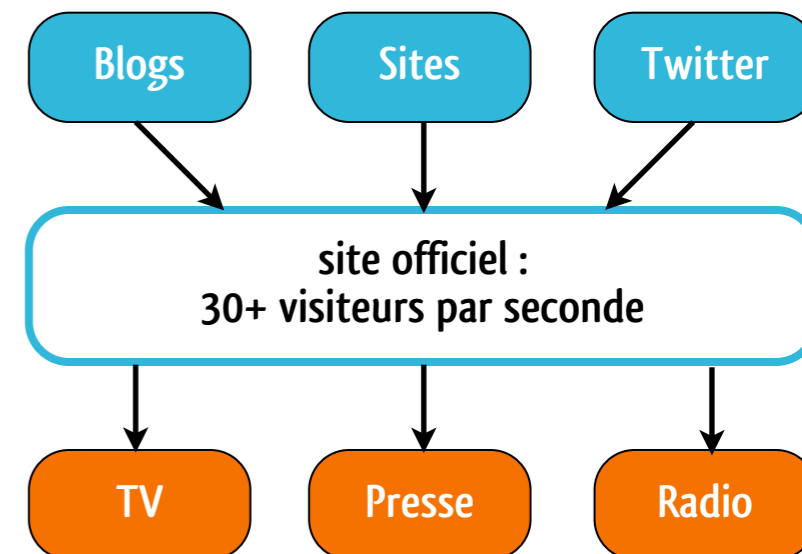 Blogs
Sites
Twitter
site officiel :
30+ visiteurs par seconde
TV
Presse
Radio